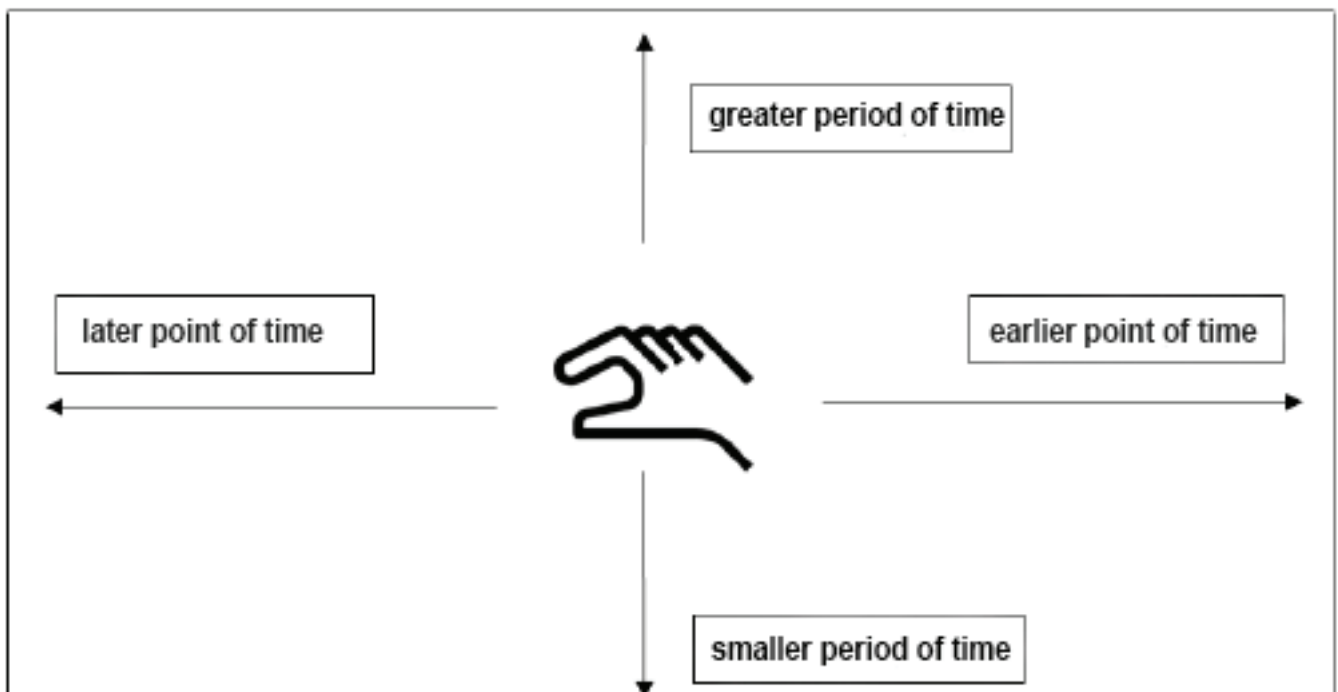 greater period of time
later point of time
earlier point of time
smaller period of time